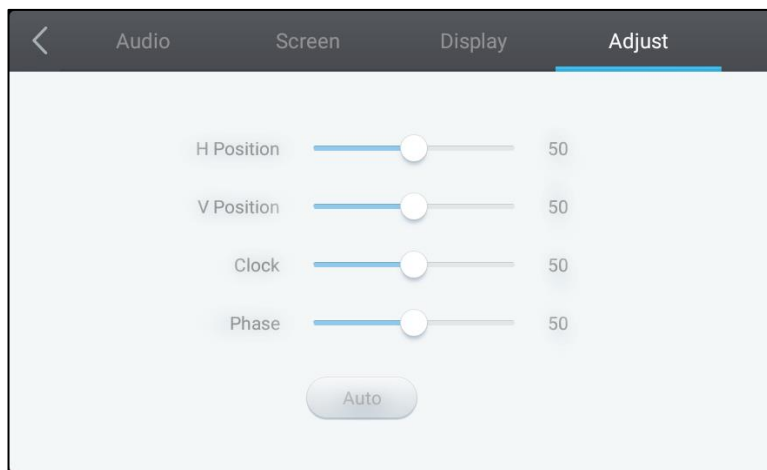 Audio Screen Display Adjust
H Position 50
V Position 50
Clock 50
Phase 50
Auto